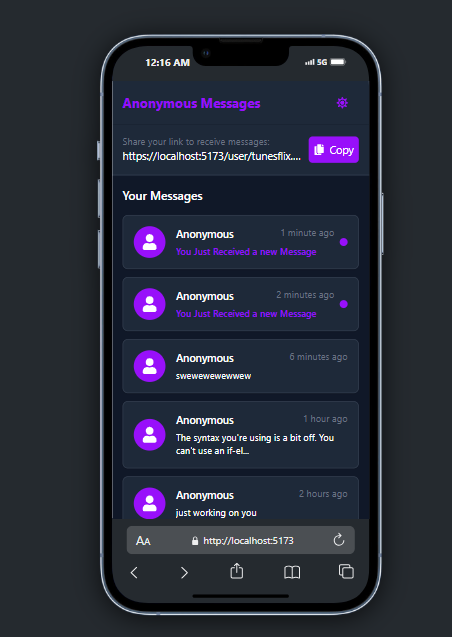 12:16 AM
5G
Anonymous Messages
Share your link to receive messages:
https://localhost:5173/user/tunesflix....
Copy
Your Messages
Anonymous
1 minute ago
You Just Received a new Message
Anonymous
2 minutes ago
You Just Received a new Message
Anonymous
6 minutes ago
swewewewewwew
Anonymous
1 hour ago
The syntax you're using is a bit off. You
can't use an if-el...
Anonymous
2 hours ago
just working on you
AA
http://localhost:5173